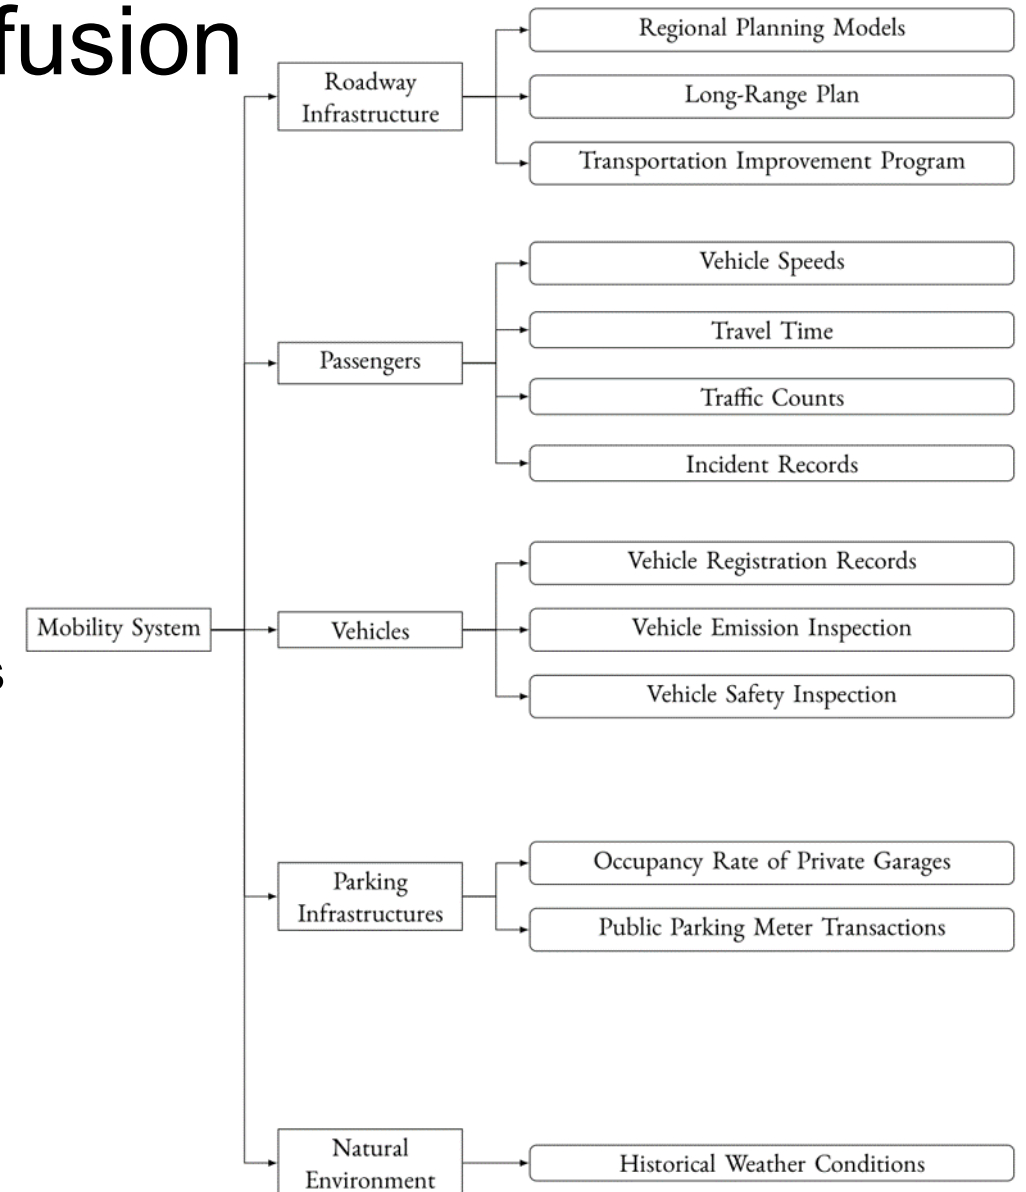 fusion
Regional Planning Models
Roadway
Infrastructure
Long-Range Plan
Transportation Improvement Program
Vehicle Speeds
Travel Time
Passengers
Traffic Counts
Incident Records
Vehicle Registration Records
Mobility System
Vehicles
Vehicle Emission Inspection
s
Vehicle Safety Inspection
Occupancy Rate of Private Garages
Parking
Infrastructures
Public Parking Meter Transactions
Natural
Environment
Historical Weather Conditions